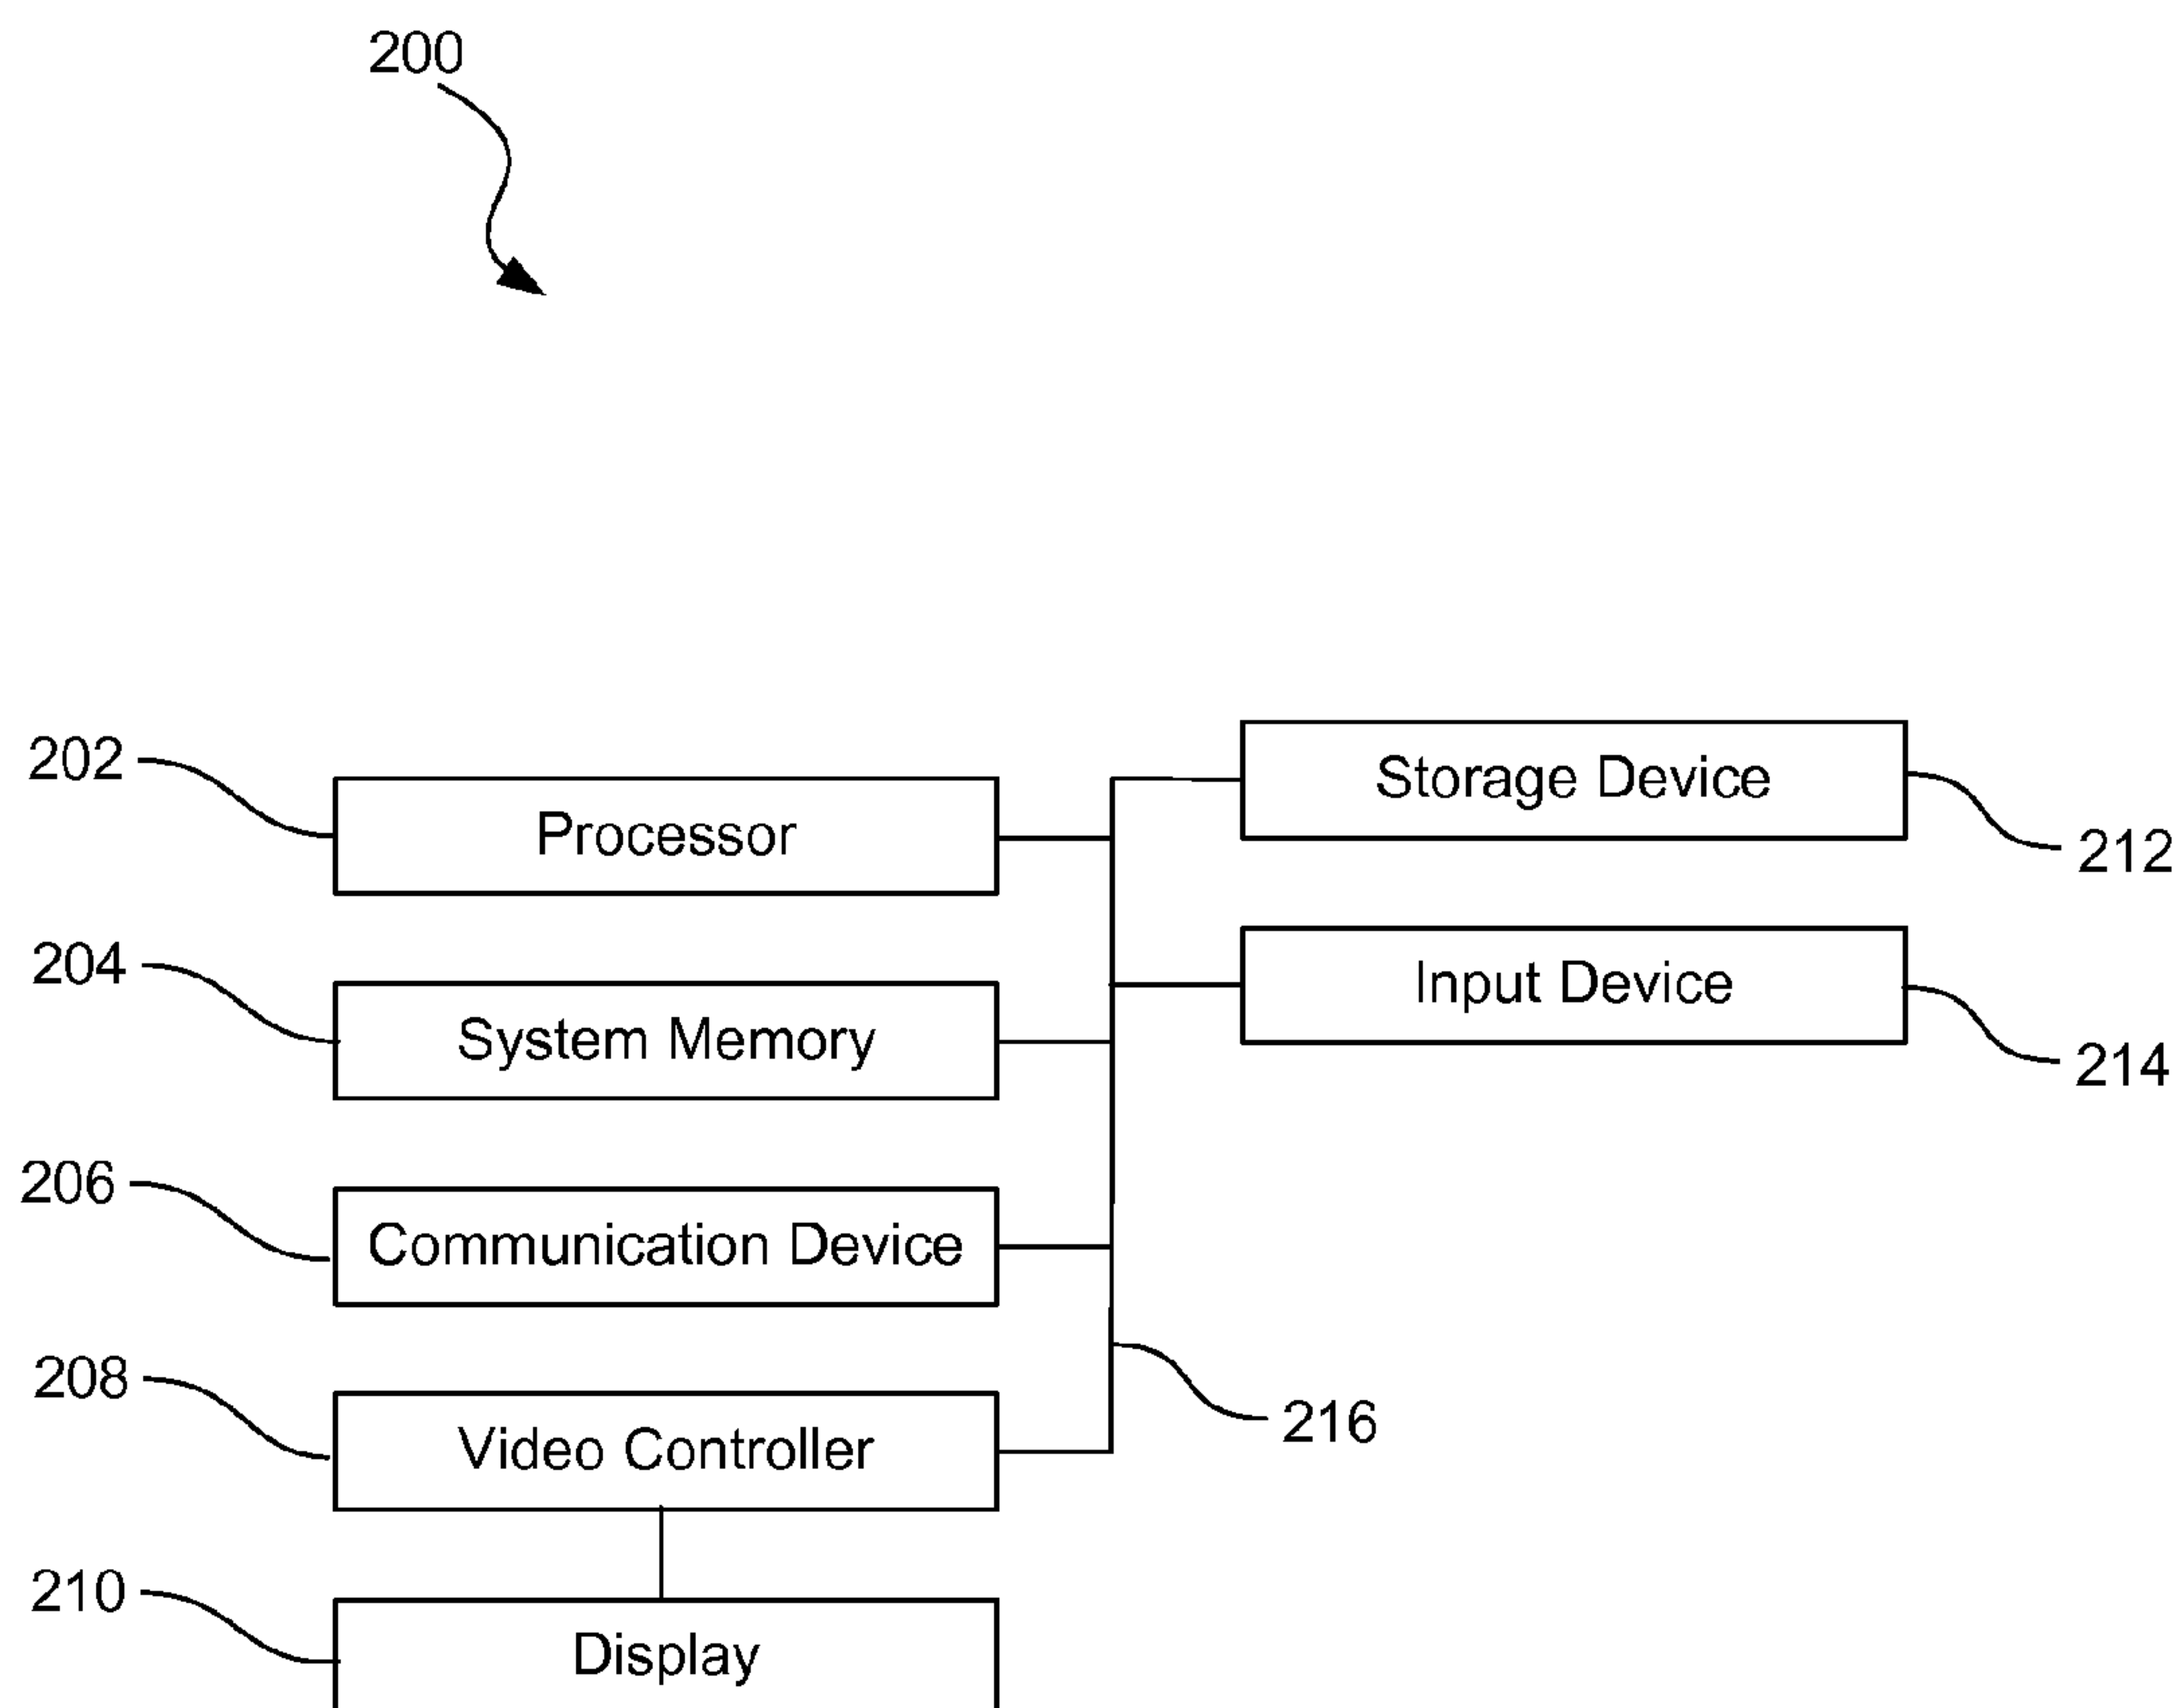 200
202
Processor
Storage Device
212
204
System Memory
Input Device
214
206
Communication Device
208
Video Controller
216
210
Display